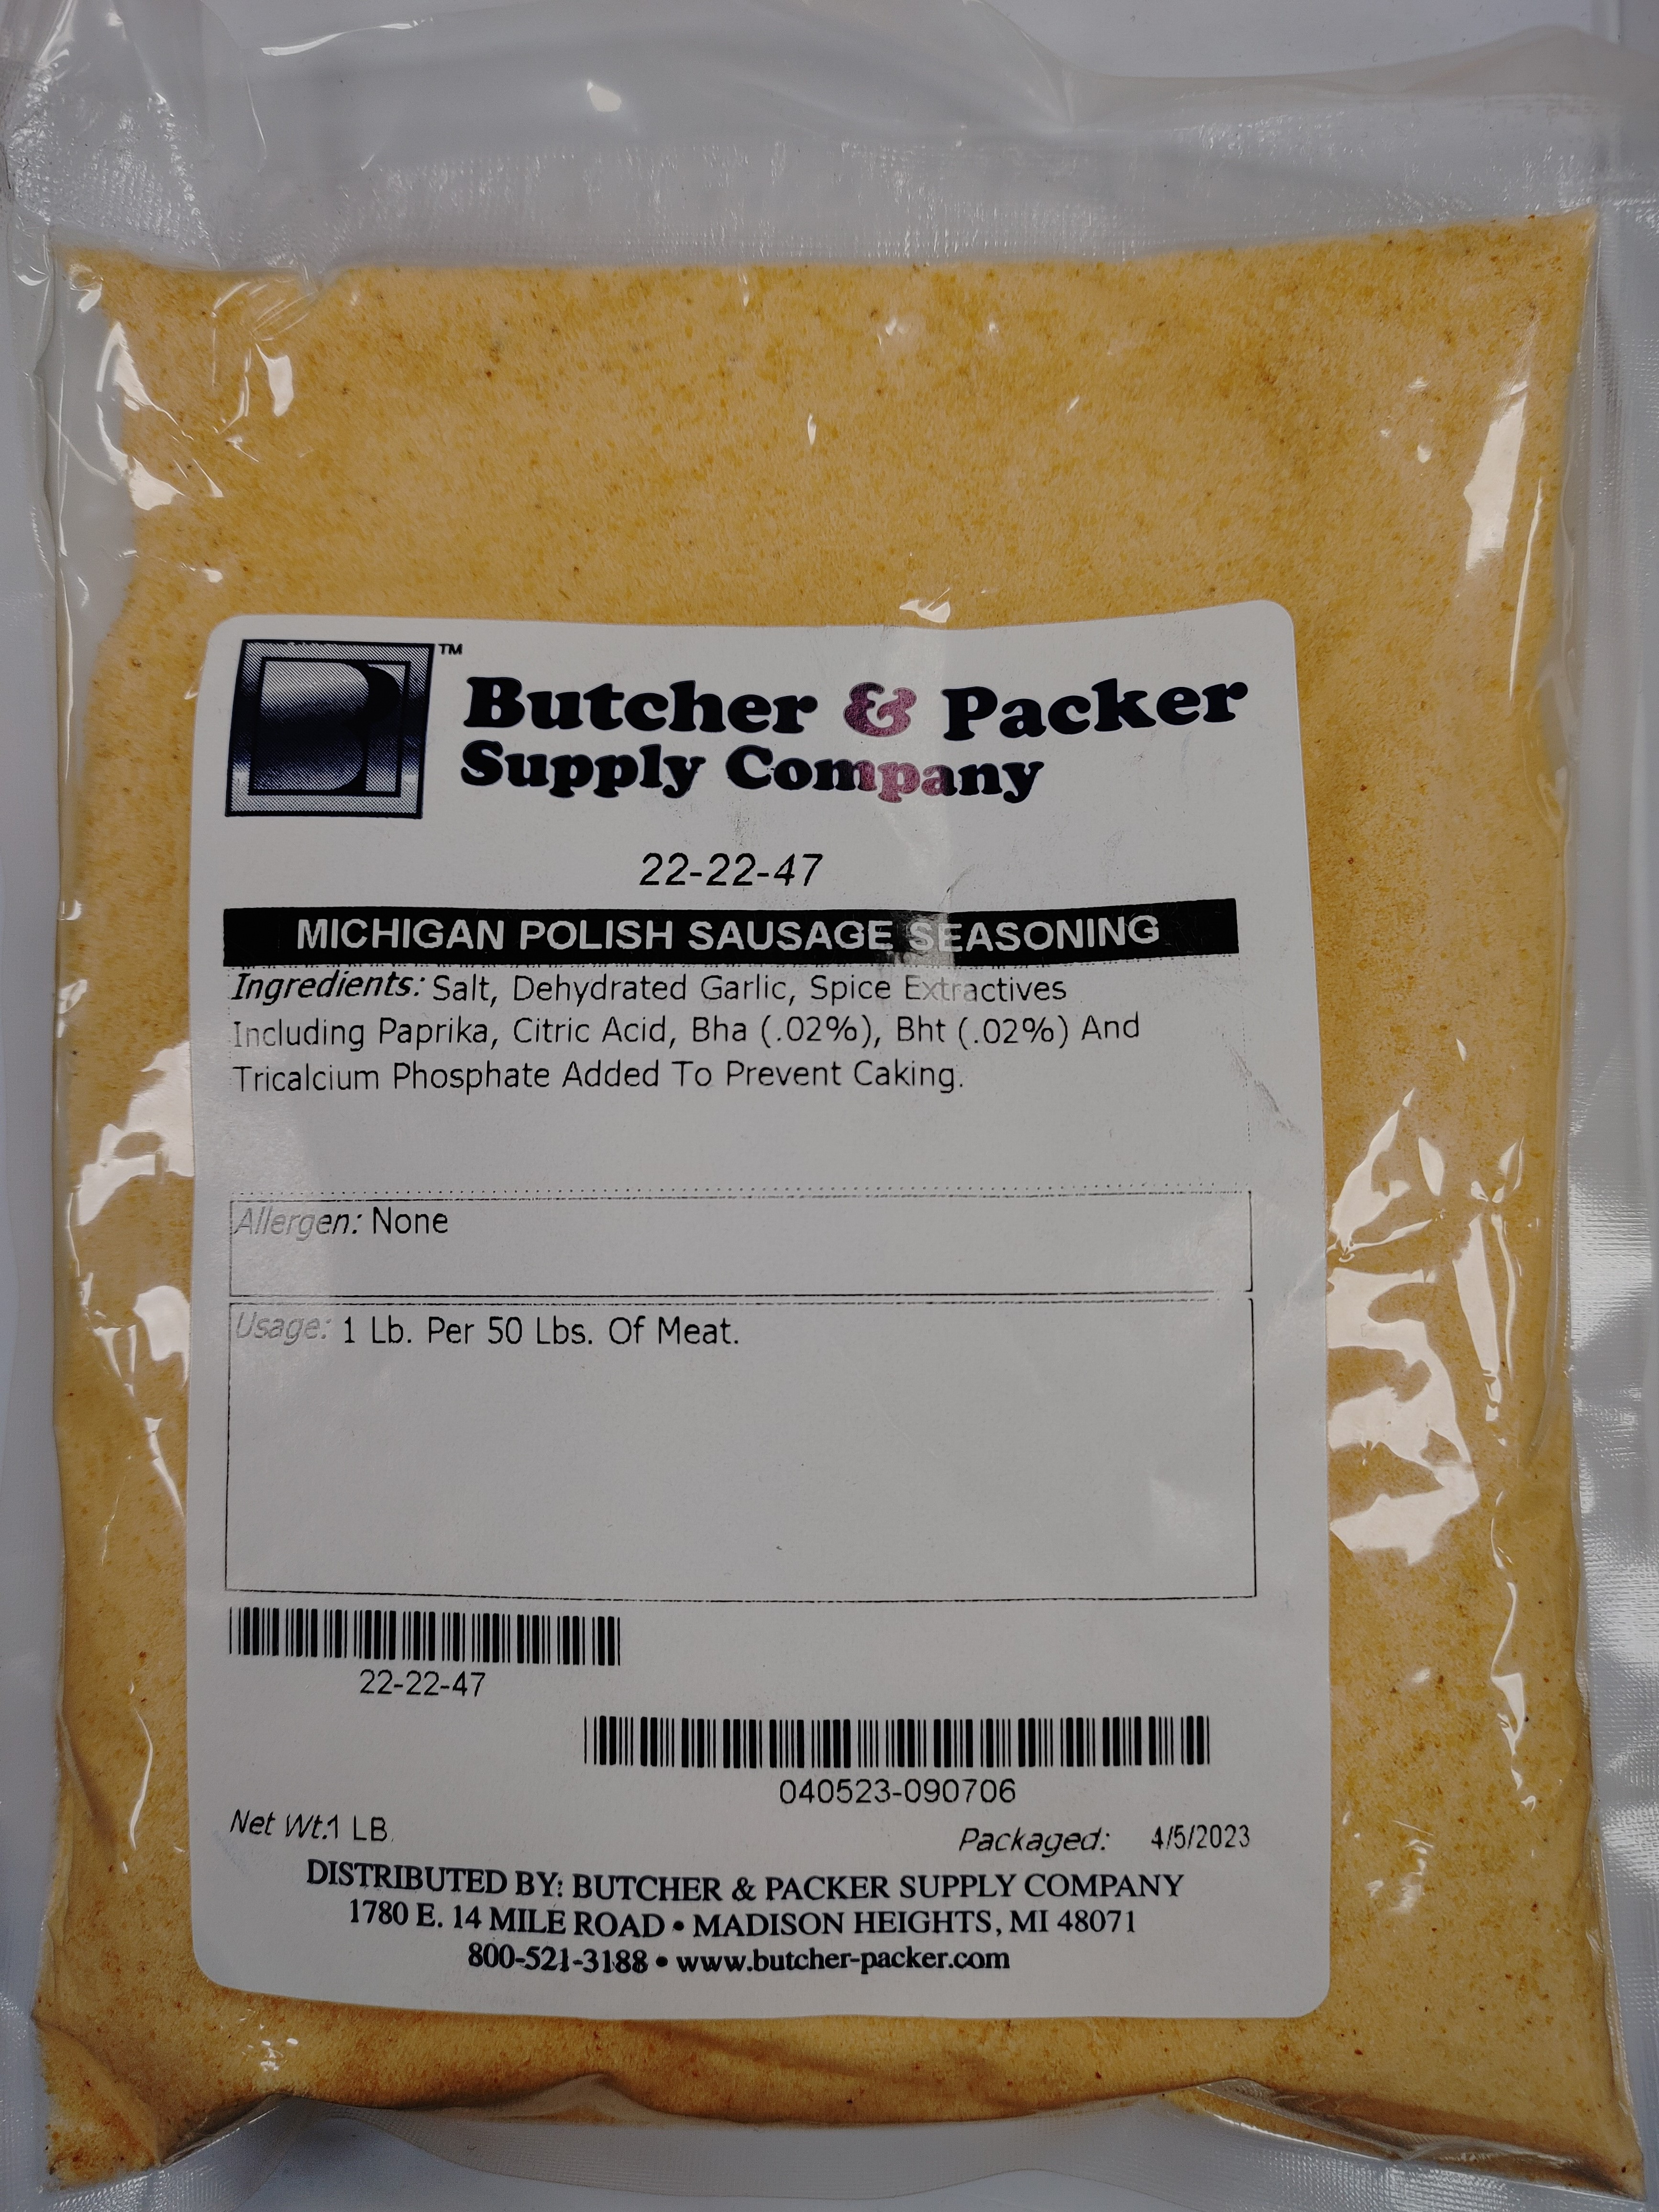 TM
Butcher & Packer
Supply Company
22-22-47
MICHIGAN POLISH SAUSAGE SEASONING
Ingredients: Salt, Dehydrated Garlic, Spice Extractives
Including Paprika, Citric Acid, Bha (.02%), Bht (.02%) And
Tricalcium Phosphate Added To Prevent Caking.
Allergen: None
Usage: 1 Lb. Per 50 Lbs. Of Meat.
22-22-47
040523-090706
Net Wt.1 LB.
Packaged: 4/5/2023
DISTRIBUTED BY: BUTCHER & PACKER SUPPLY COMPANY
1780 E. 14 MILE ROAD • MADISON HEIGHTS, MI 48071
800-521-3188 • www.butcher-packer.com